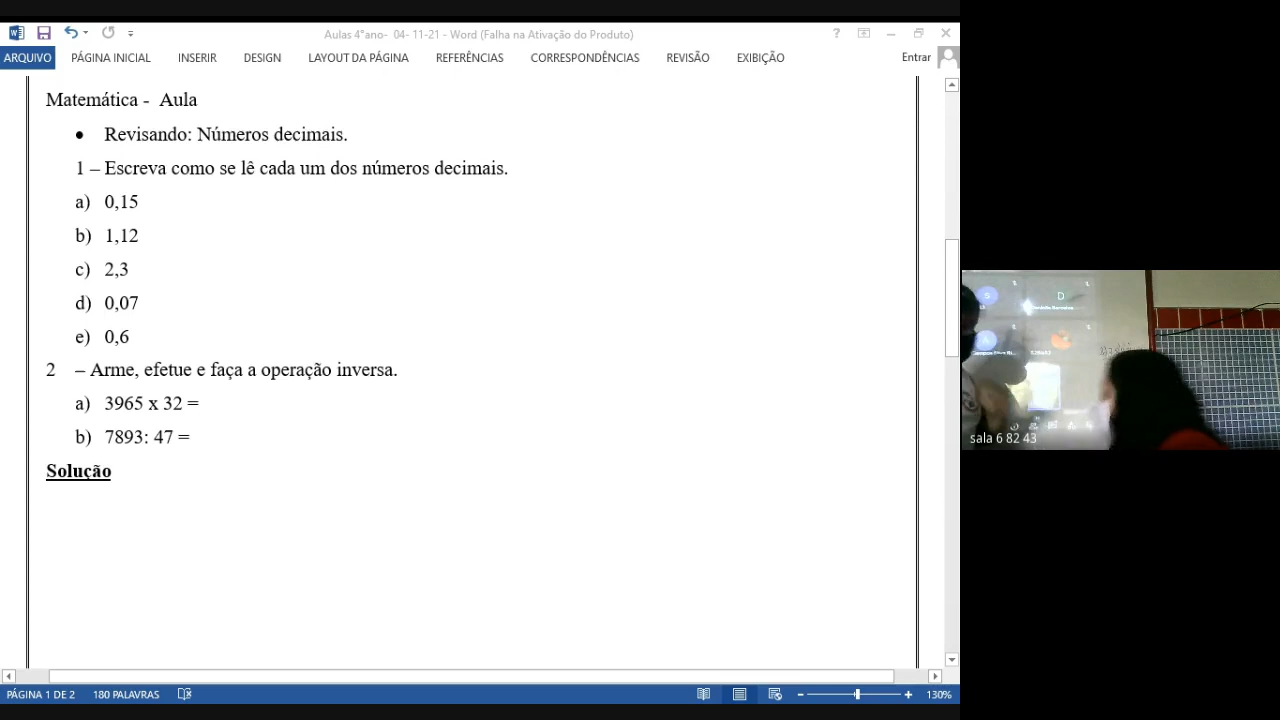 Aulas 4°ano- 04- 11-21 - Word (Falha na Ativação do Produto)
ARQUIVO PÁGINA INICIAL INSERIR DESIGN LAYOUT DA PÁGINA REFERÊNCIAS CORRESPONDÊNCIAS REVISÃO EXIBIÇÃO Entrar
Matemática - Aula
• Revisando: Números decimais.
1 – Escreva como se lê cada um dos números decimais.
a) 0,15
b) 1,12
c) 2,3
d) 0,07
e) 0,6
2 – Arme, efetue e faça a operação inversa.
a) 3965 x 32 =
b) 7893: 47 =
Solução
S
D
A
sala 6 82 43
PÁGINA 1 DE 2 180 PALAVRAS 130%